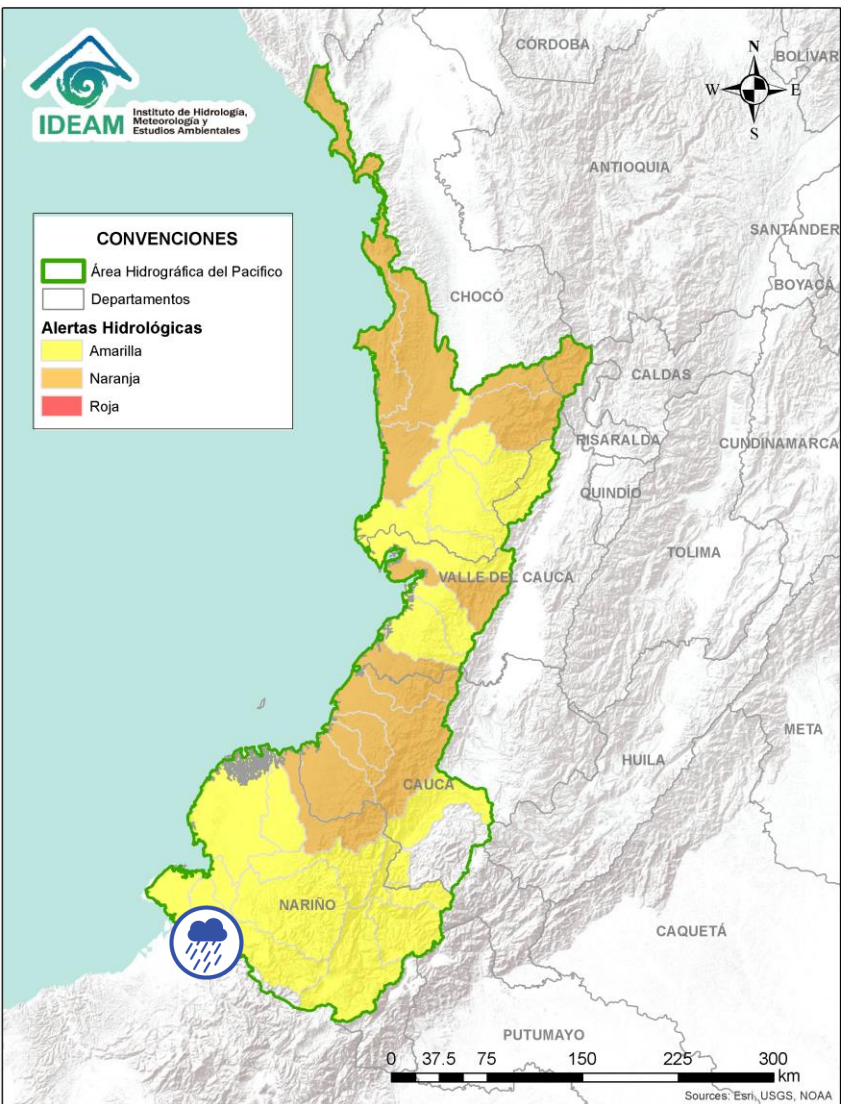 IDEAM
Instituto de Hidrología,
Meteorología y
Estudios Ambientales
CÓRDOBA
BOLÍVAR
N
W
E
S
ANTIOQUIA
SANTANDER
BOYACÁ
CONVENCIONES
Área Hidrográfica del Pacifico
Departamentos
Alertas Hidrológicas
Amarilla
Naranja
Roja
CHOCÓ
CALDAS
RISARALDA
CUNDINAMARCA
QUINDÍO
TOLIMA
VALLE DEL CAUCA
META
HUILA
CAUCA
NARIÑO
CAQUETÁ
PUTUMAYO
0 37.5 75 150 225 300
km
Sources: Esri, USGS, NOAA